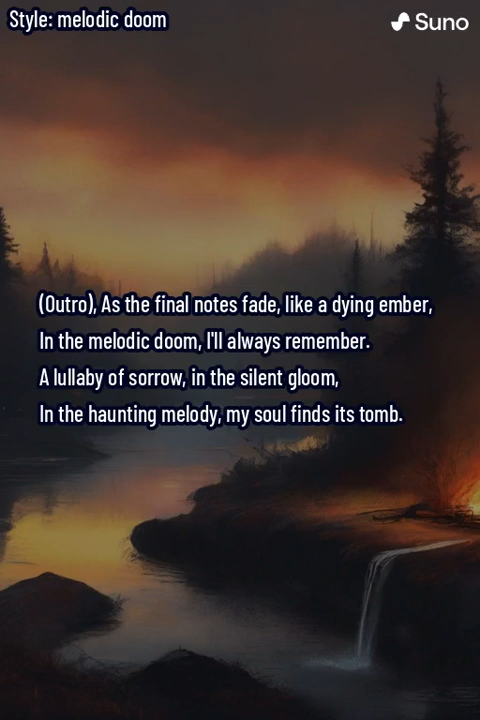 Style: melodic doom
Suno
(Outro), As the final notes fade, like a dying ember,
In the melodic doom, I'll always remember.
A lullaby of sorrow, in the silent gloom,
In the haunting melody, my soul finds its tomb.